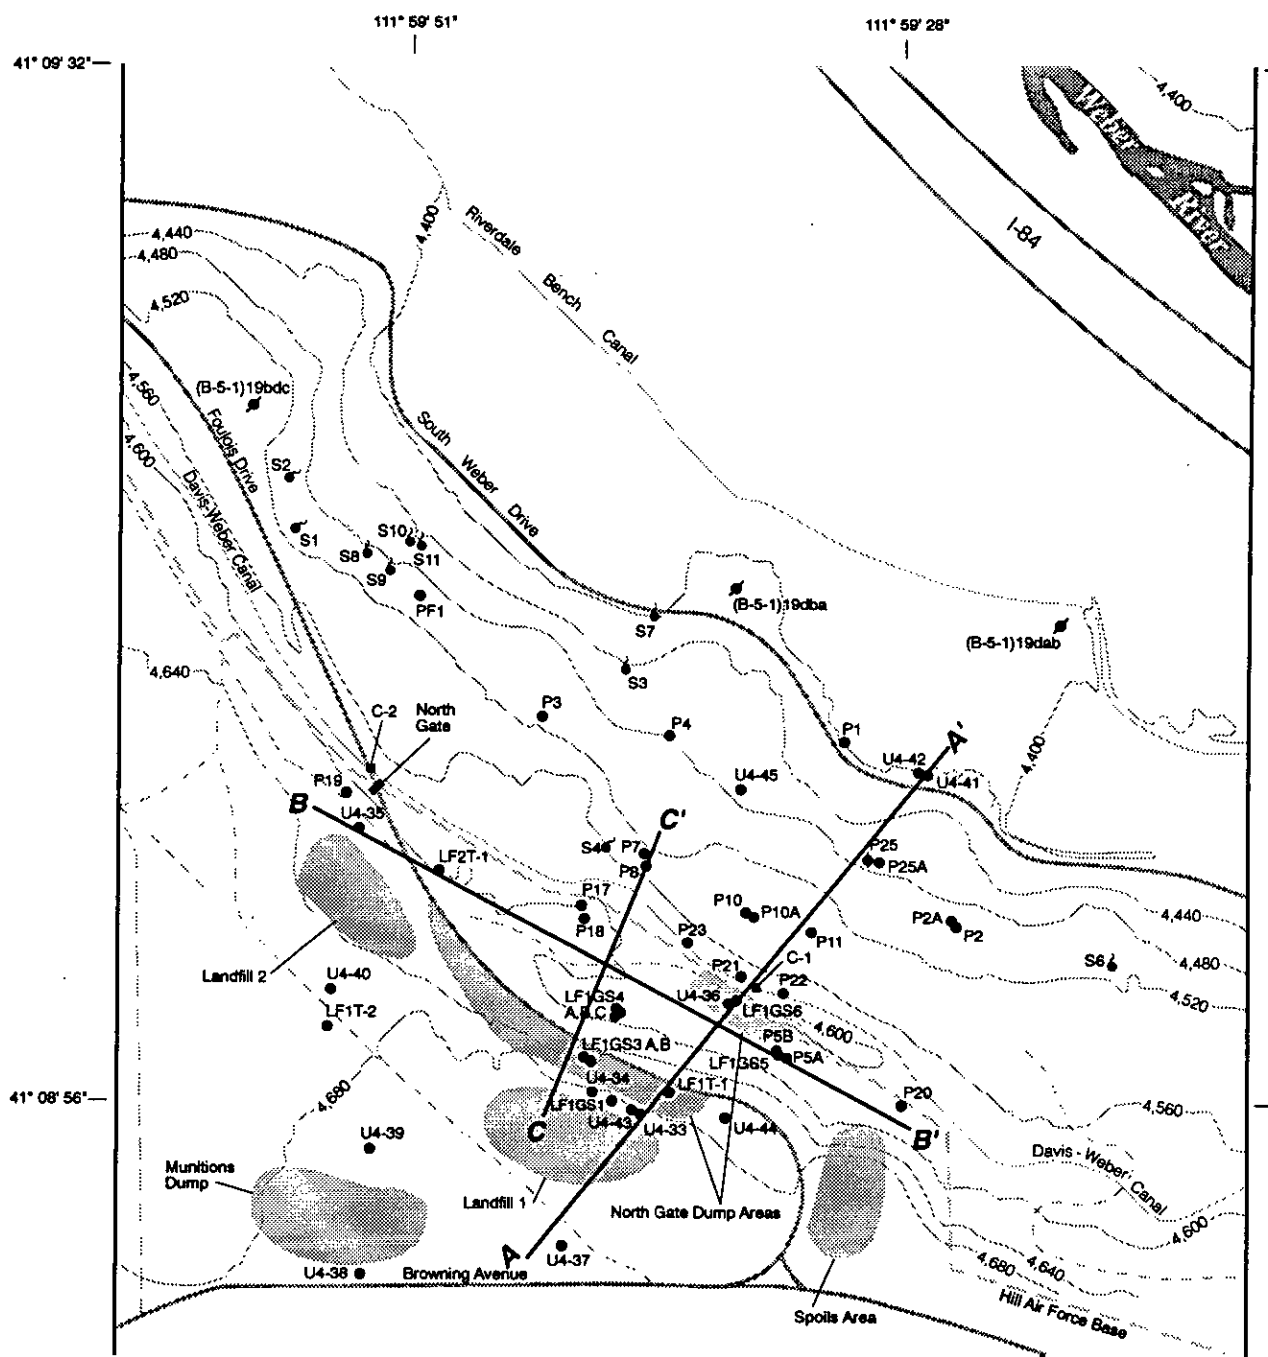 111° 59' 51"
111° 59' 28"
41° 09' 32"
4,400
Weber
River
I-84
4,400
Riverdale
Bench
Canal
4,440
4,480
4,520
(B-5-1)19bdc
4,560
4,600
Foulois Drive
Davis-Weber Canal
South
Weber
Drive
S2
S1
S10
S11
S8
S9
PF1
(B-5-1)19dba
S7
(B-5-1)19dab
S3
4,640
C-2
North
Gate
P3
P4
P1
A'
U4-42
U4-41
4,400
P19
U4-45
B
U4-35
C'
S4
P7
P8
P25
P25A
LF2T-1
P17
P18
P10
P10A
P2A
P2
4,440
P23
P11
4,480
Landfill 2
P21
C-1
S6
U4-40
U4-36
P22
4,520
LF1GS4
A,B,C
LF1GS6
LF1T-2
4,600
P5B
LF1GS3 A,B
LF1GS5
P5A
U4-34
LF1T-1
P20
41° 08' 56"
4,680
LF1GS1
4,560
C
U4-43
U4-33
U4-44
B'
U4-39
Davis - Weber Canal
Munitions
Dump
Landfill 1
North Gate Dump Areas
4,600
A
U4-37
U4-38
Browning Avenue
4,680
4,640
Spoils Area
Hill Air Force Base